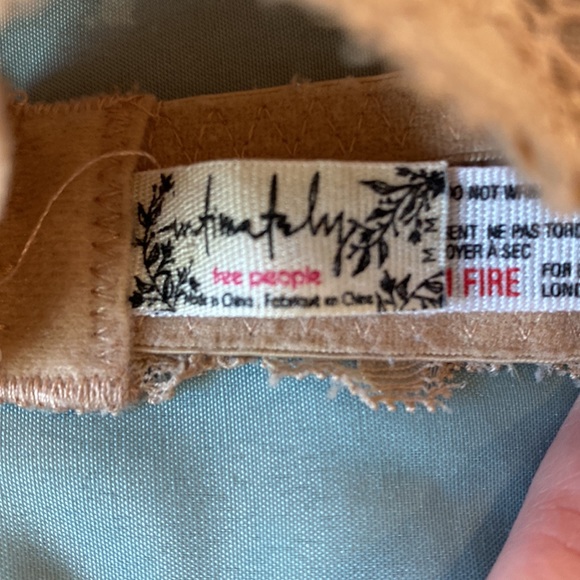 intimately
free people
Made in China . Fabriqué en Chine
M M M
DO NOT WRIN
ENT NE PAS TORD
OYER À SEC
FIRE
FOR
LOND